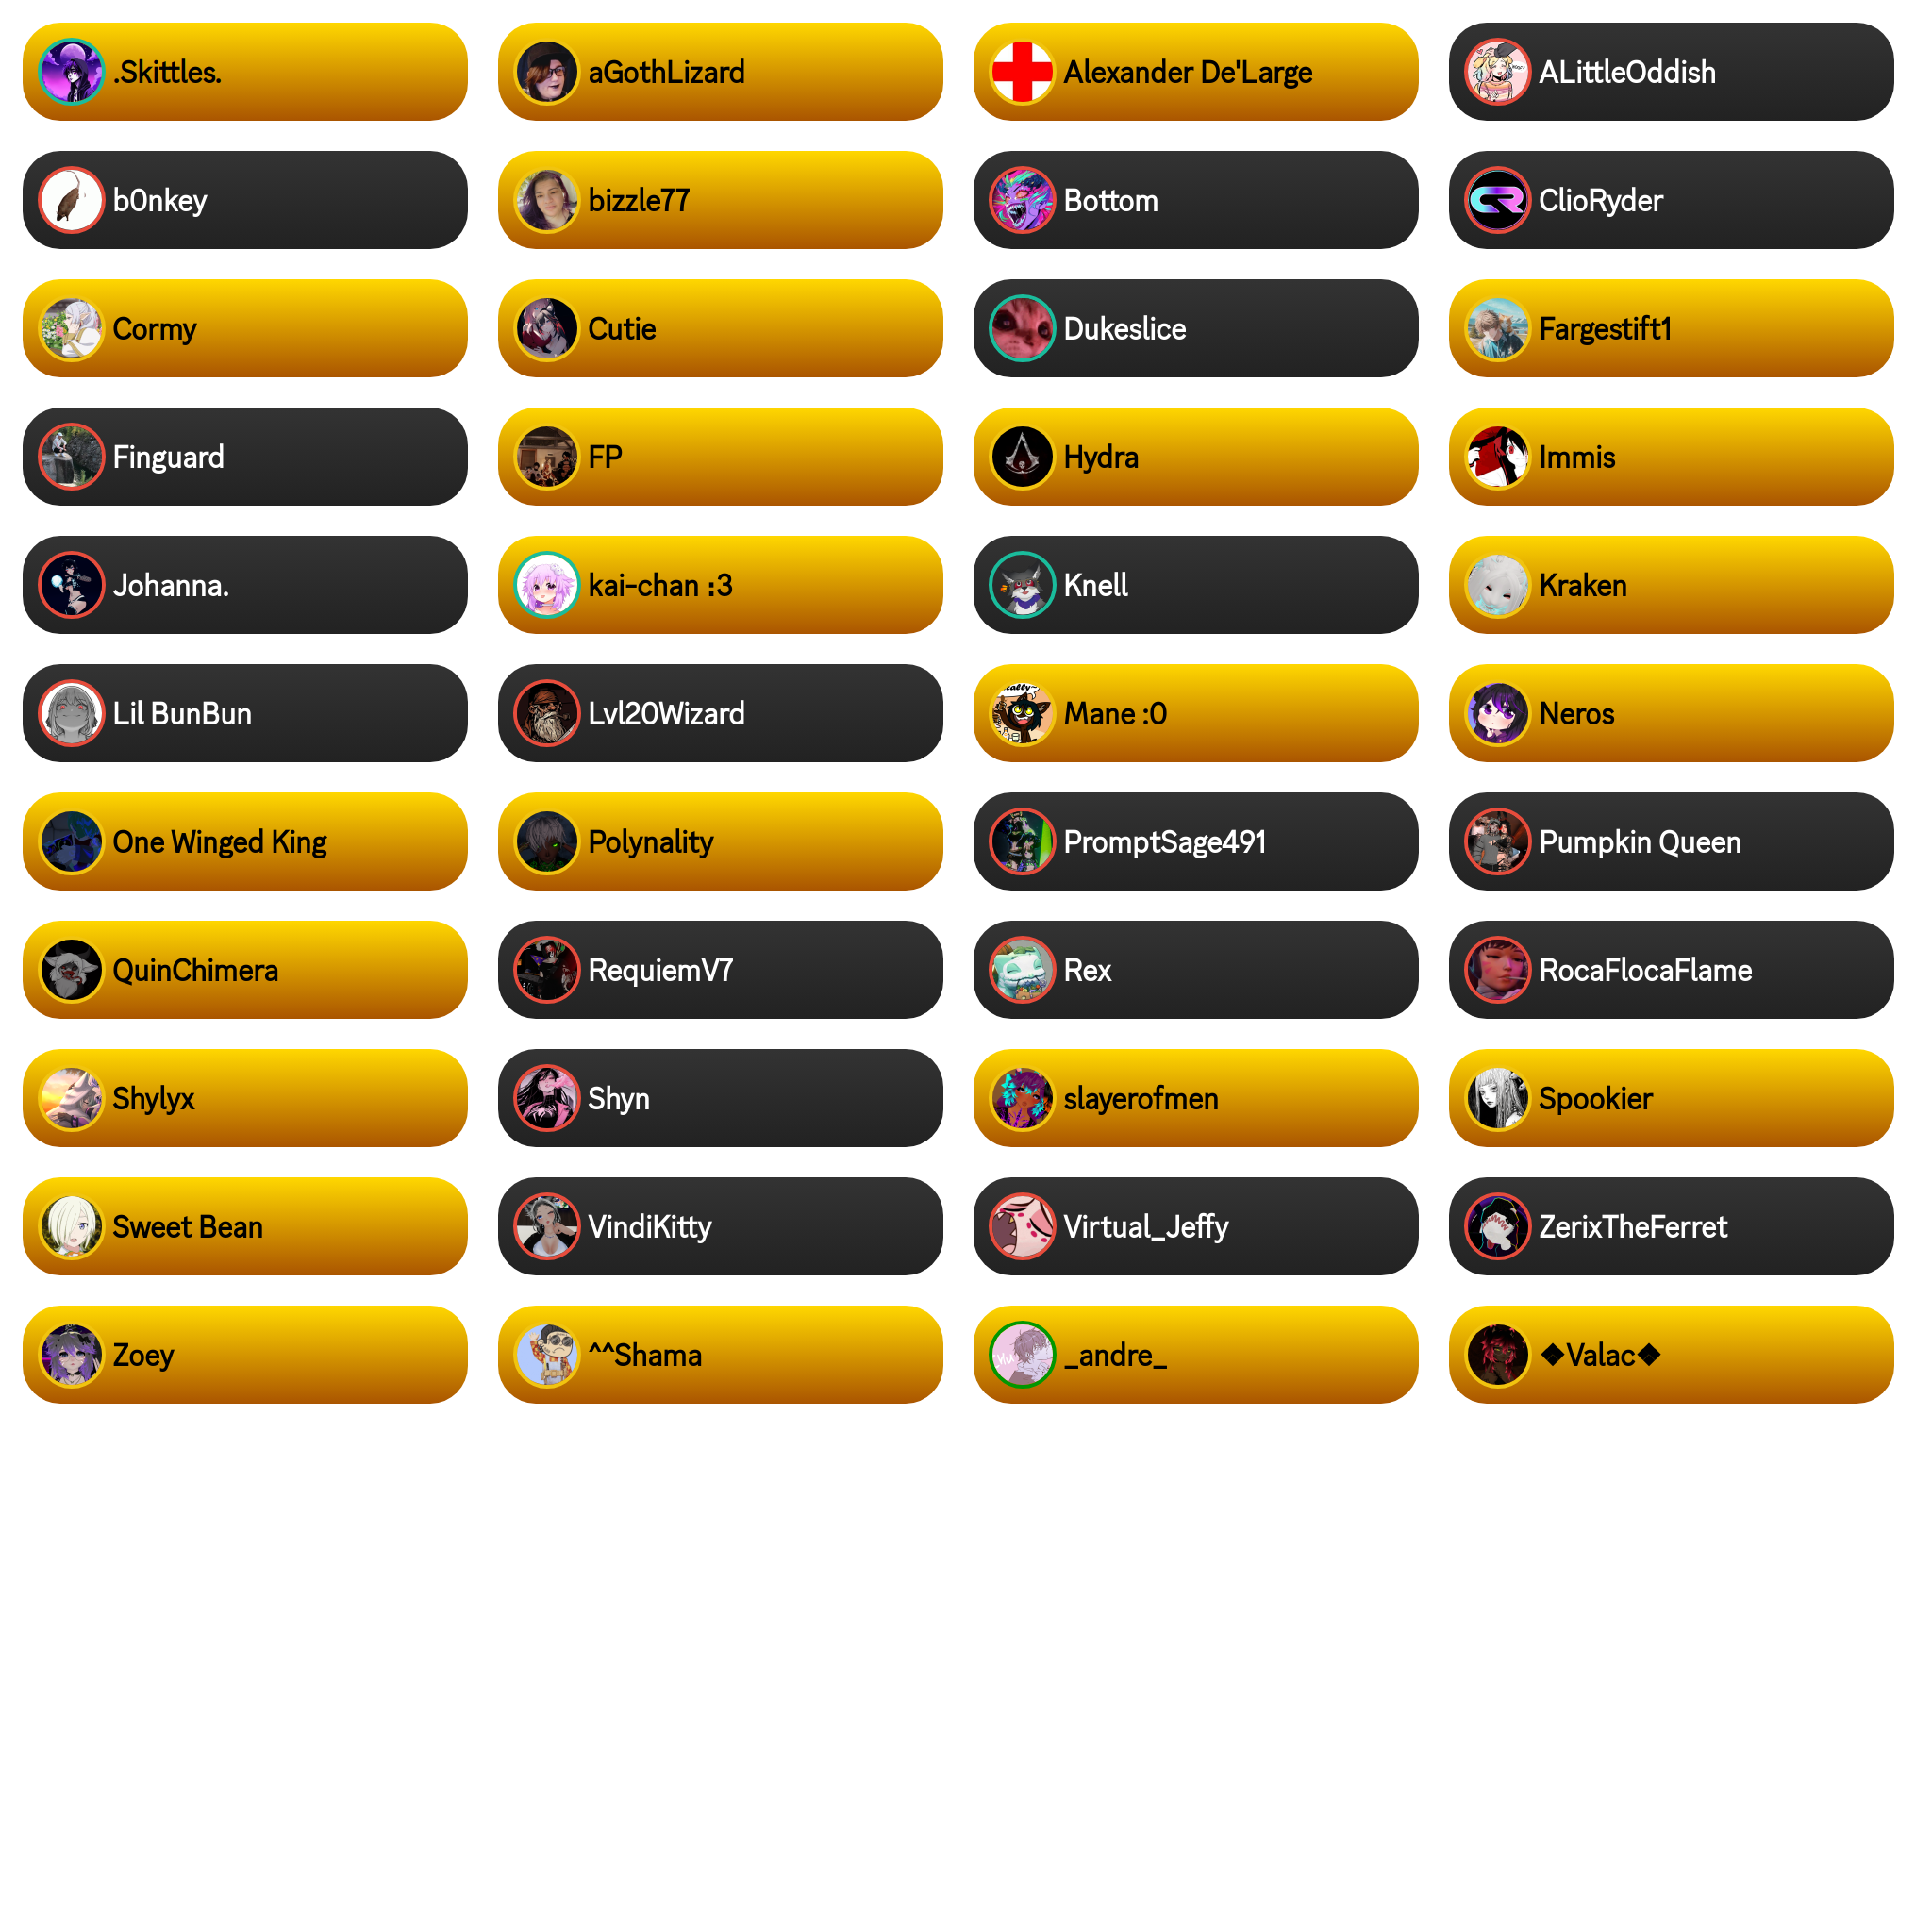 .Skittles.
aGothLizard
Alexander De'Large
ALittleOddish
b0nkey
bizzle77
Bottom
ClioRyder
Cormy
Cutie
Dukeslice
Fargestift1
Finguard
FP
Hydra
Immis
Johanna.
kai-chan :3
Knell
Kraken
Lil BunBun
Lvl20Wizard
Mane :0
Neros
One Winged King
Polynality
PromptSage491
Pumpkin Queen
QuinChimera
RequiemV7
Rex
RocaFlocaFlame
Shylyx
Shyn
slayerofmen
Spookier
Sweet Bean
VindiKitty
Virtual_Jeffy
ZerixTheFerret
Zoey
^^Shama
_andre_
◆Valac◆